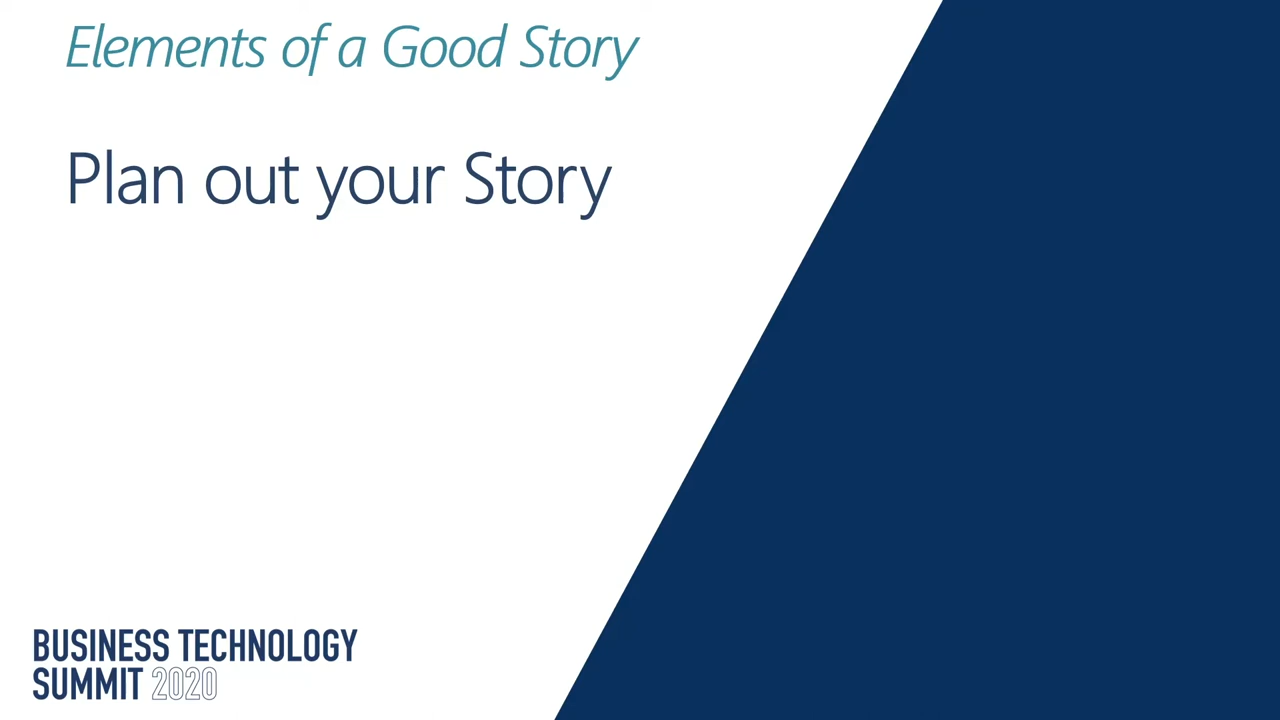 Elements of a Good Story
Plan out your Story
BUSINESS TECHNOLOGY
SUMMIT 2020